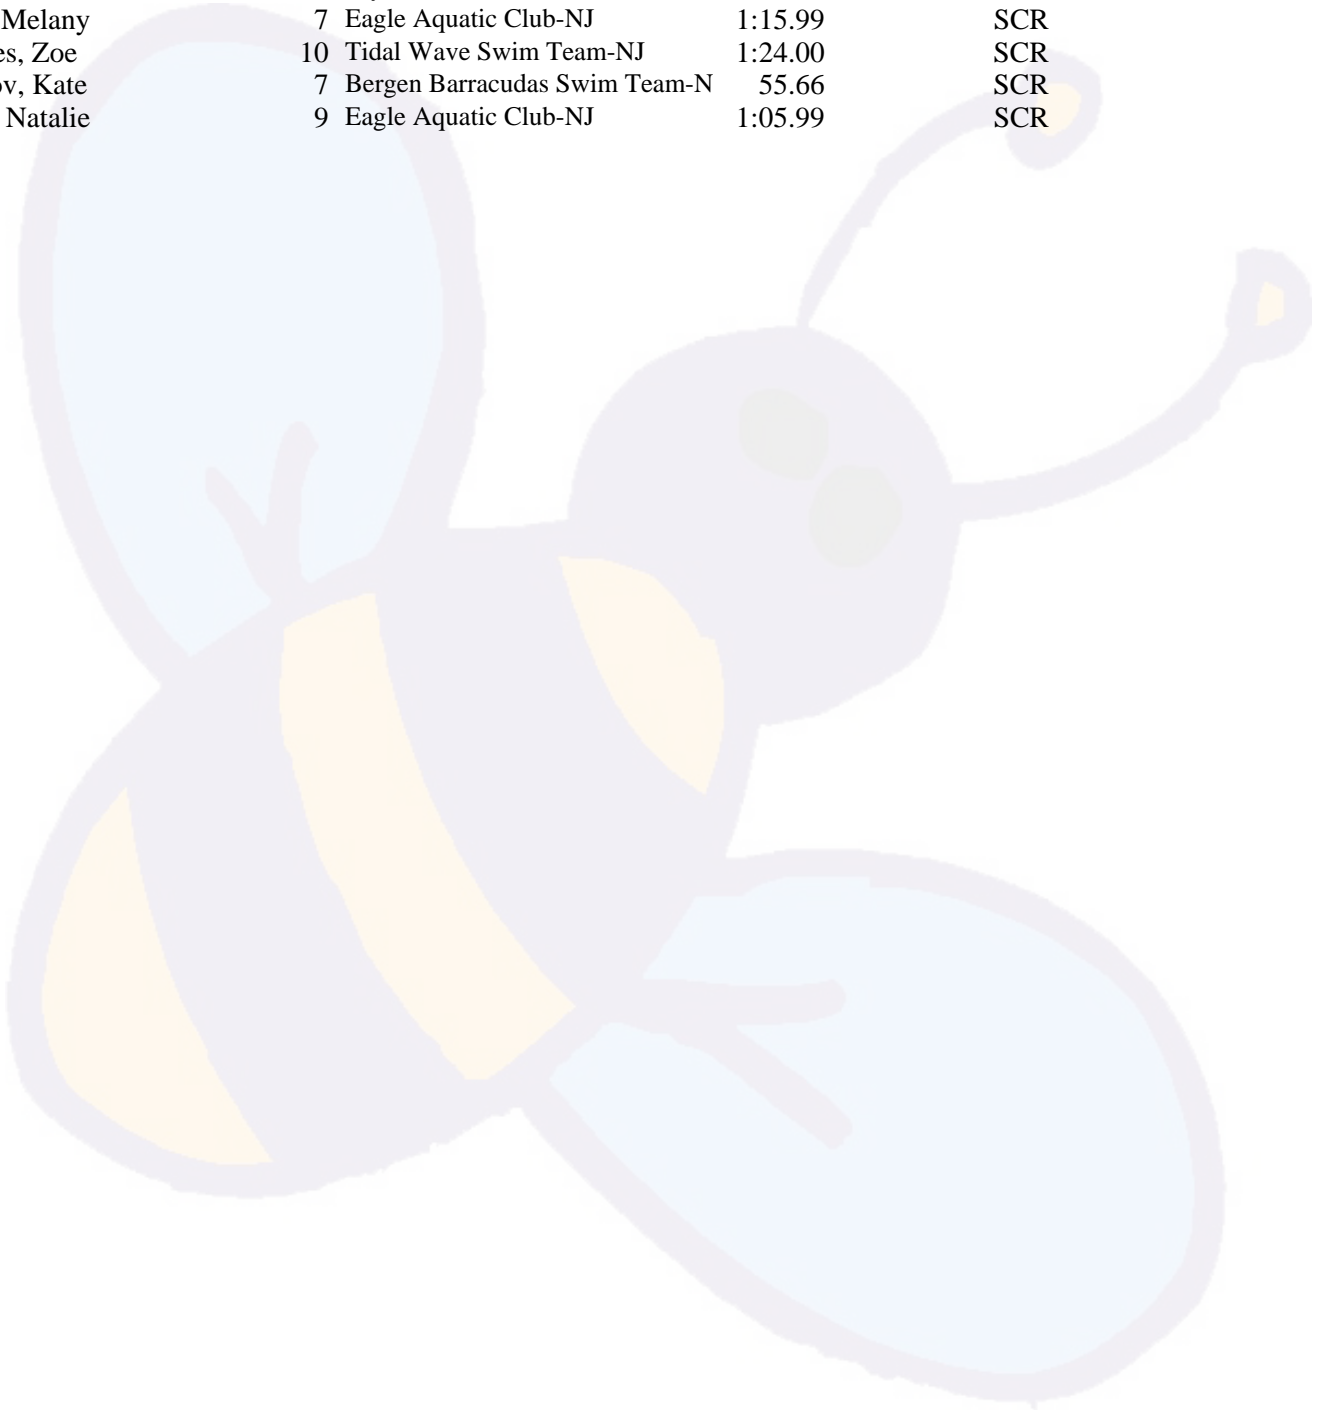 Melany 7 Eagle Aquatic Club-NJ 1:15.99 SCR
es, Zoe 10 Tidal Wave Swim Team-NJ 1:24.00 SCR
v, Kate 7 Bergen Barracudas Swim Team-N 55.66 SCR
Natalie 9 Eagle Aquatic Club-NJ 1:05.99 SCR